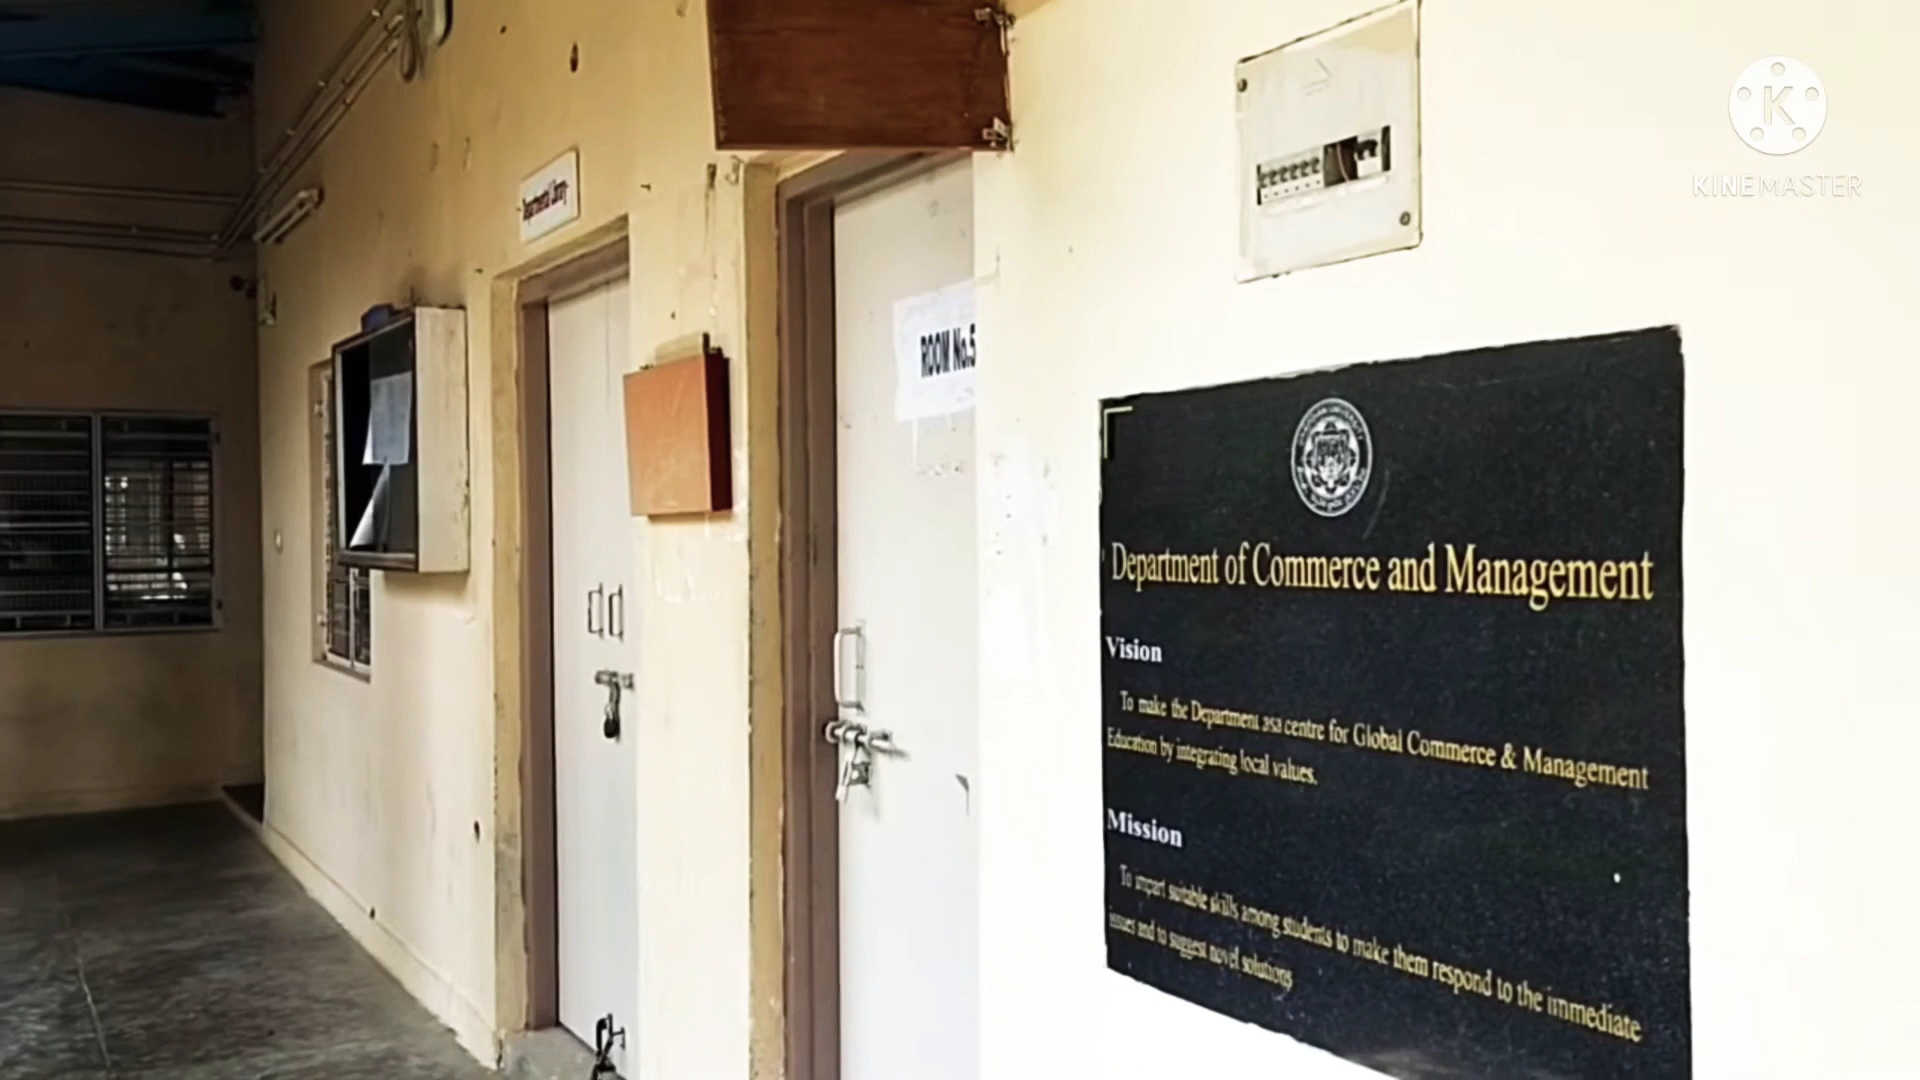 KINEMASTER
Departmental Library
ROOM No.5
Department of Commerce and Management
Vision
To make the Department as a centre for Global Commerce & Management
Education by integrating local values.
Mission
To impart suitable skills among students to make them respond to the immediate
issues and to suggest novel solutions